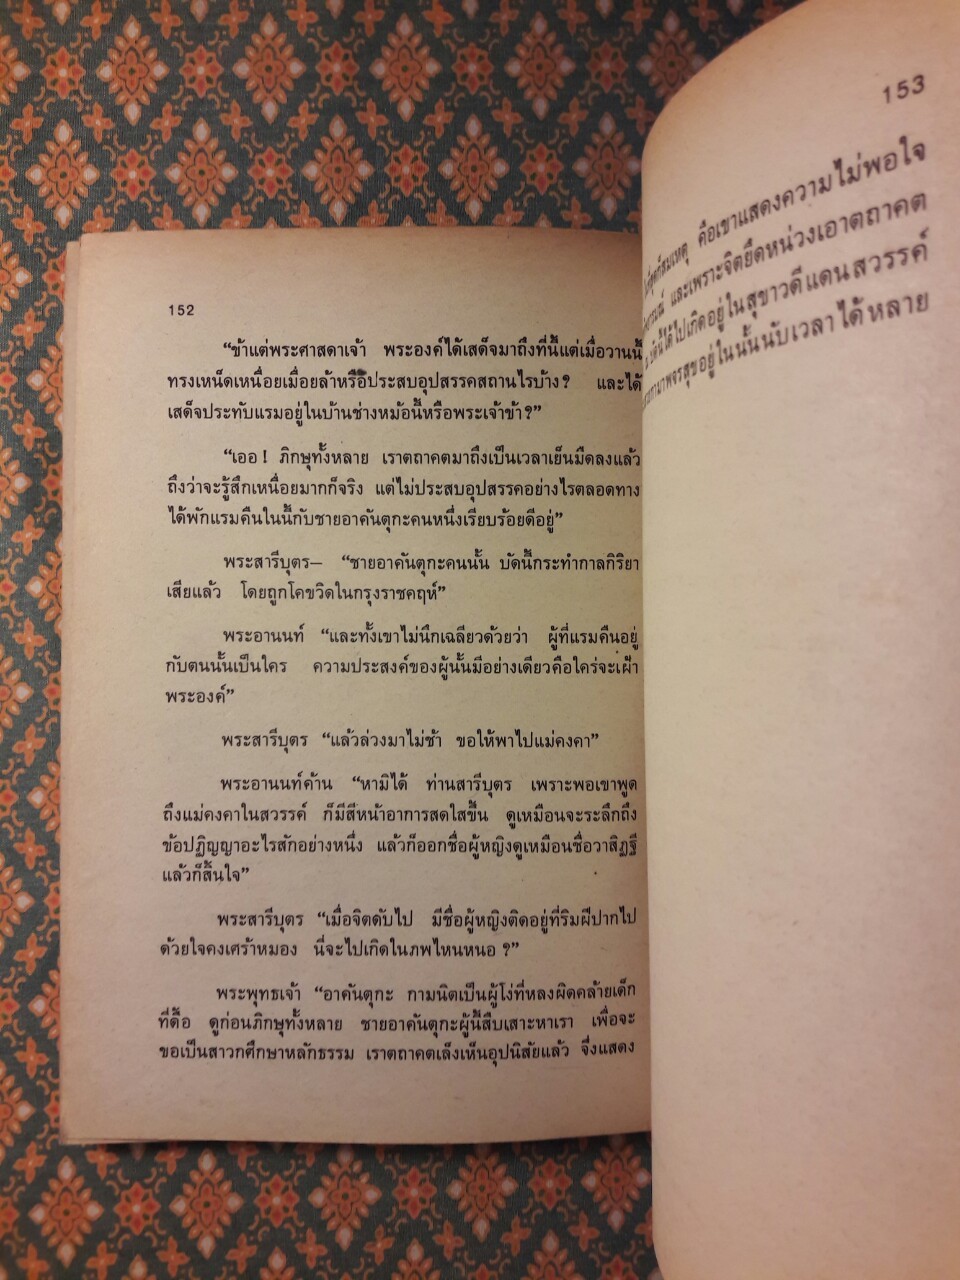 152
“ข้าแต่พระศาสดาเจ้า พระองค์ได้เสด็จมาถึงที่นี้แต่เมื่อวานนี้
ทรงเหน็ดเหนื่อยเมื่อยล้าหรือประสบอุปสรรคสถานไรบ้าง? และได้
เสด็จประทับแรมอยู่ในบ้านช่างหม้อนี้หรือพระเจ้าข้า?”
“เออ! ภิกษุทั้งหลาย เราตถาคตมาถึงเป็นเวลาเย็นมืดลงแล้ว
ถึงว่าจะรู้สึกเหนื่อยมากก็จริง แต่ไม่ประสบอุปสรรคอย่างไรตลอดทาง
ได้พักแรมคืนในนี้กับชายอาคันตุกะคนหนึ่งเรียบร้อยดีอยู่”
พระสารีบุตร— “ชายอาคันตุกะคนนั้น บัดนี้กระทำกาลกิริยา
เสียแล้ว โดยถูกโคขวิดในกรุงราชคฤห์”
พระอานนท์ “และทั้งเขาไม่นึกเฉลียวด้วยว่า ผู้ที่แรมคืนอยู่
กับตนนั้นเป็นใคร ความประสงค์ของผู้นั้นมีอย่างเดียวคือใคร่จะเฝ้า
พระองค์”
พระสารีบุตร “แล้วล่วงมาไม่ช้า ขอให้พาไปแม่คงคา”
พระอานนท์ค้าน “หามิได้ ท่านสารีบุตร เพราะพอเขาพูด
ถึงแม่คงคาในสวรรค์ ก็มีสีหน้าอาการสดใสขึ้น ดูเหมือนจะระลึกถึง
ข้อปฏิญญาอะไรสักอย่างหนึ่ง แล้วก็ออกชื่อผู้หญิงดูเหมือนชื่อวาสิฏฐี
แล้วก็สิ้นใจ”
พระสารีบุตร “เมื่อจิตดับไป มีชื่อผู้หญิงติดอยู่ที่ริมฝีปากไป
ด้วยใจคงเศร้าหมอง นี่จะไปเกิดในภพไหนหนอ?”
พระพุทธเจ้า “อาคันตุกะ กามนิตเป็นผู้โง่ที่หลงผิดคล้ายเด็ก
ที่ดื้อ ดูก่อนภิกษุทั้งหลาย ชายอาคันตุกะผู้นี้สืบเสาะหาเรา เพื่อจะ
ขอเป็นสาวกศึกษาหลักธรรม เราตถาคตเล็งเห็นอุปนิสัยแล้ว จึ่งแสดง
153
คือเขาแสดงความไม่พอใจ
และเพราะจิตยึดหน่วงเอาตถาคต
ได้ไปเกิดอยู่ในสุขาวดีแดนสวรรค์
สุขอยู่ในนั้นนับเวลาได้หลาย